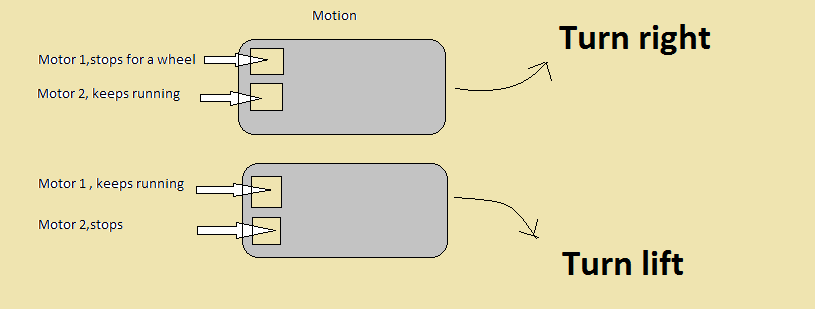 Motion
Turn right
Motor 1,stops for a wheel
Motor 2, keeps running
Motor 1 , keeps running
Motor 2,stops
Turn lift